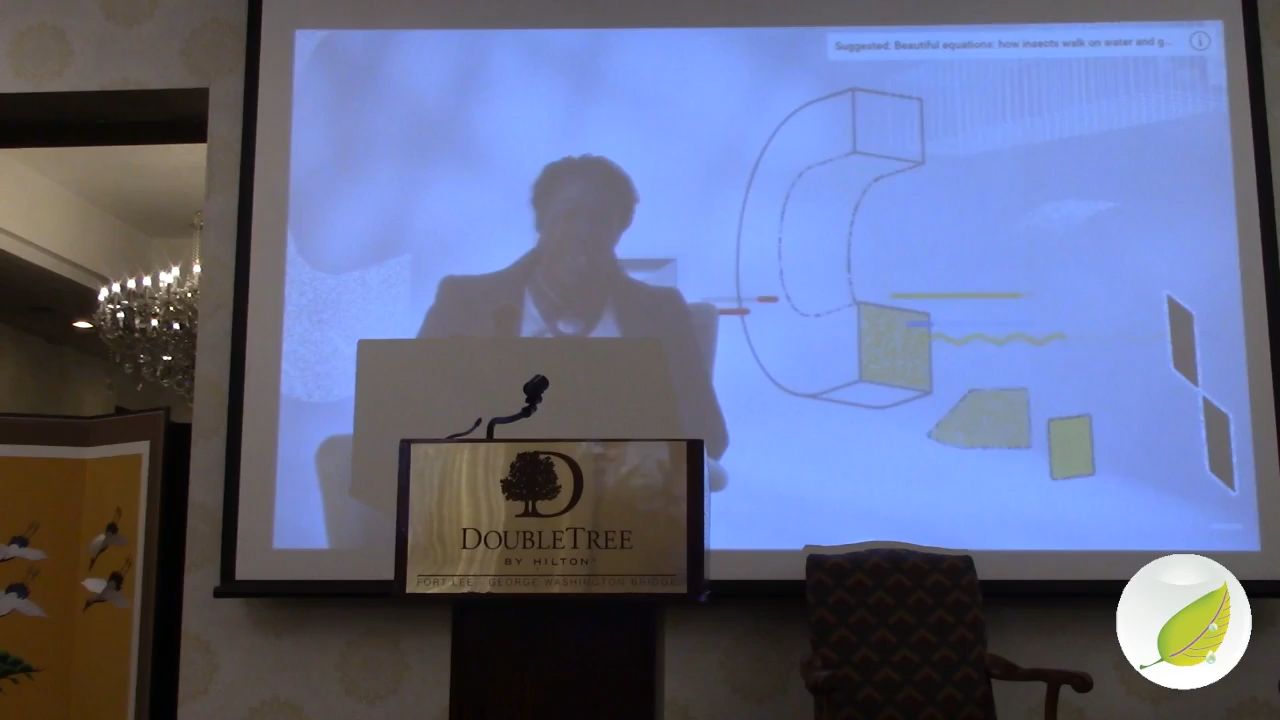 Suggested: Beautiful equations: how insects walk on water and g...
DOUBLETREE
BY HILTON
FORT LEE - GEORGE WASHINGTON BRIDGE